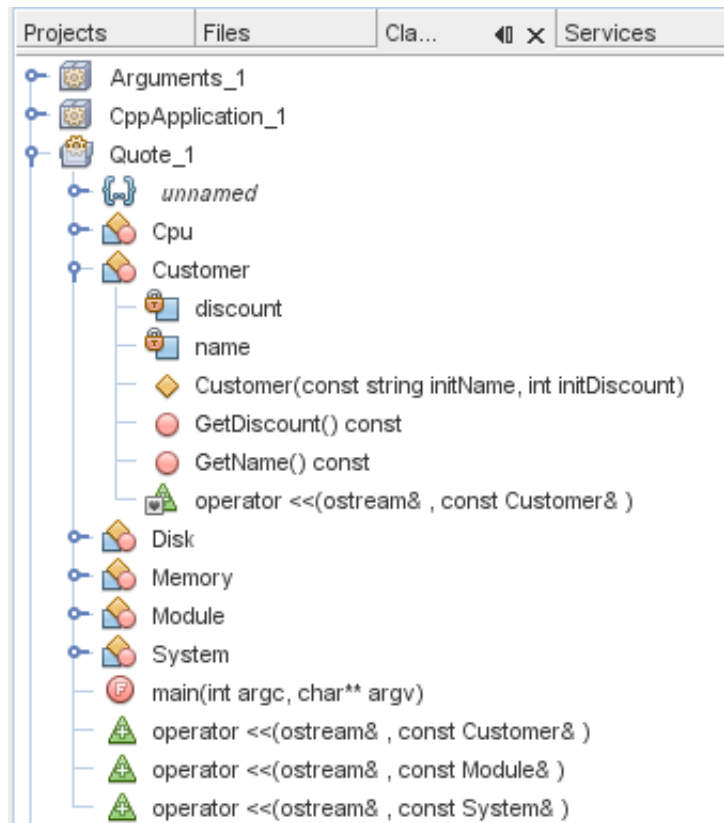 Projects Files Cla... Services
Arguments_1
CppApplication_1
Quote_1
unnamed
Cpu
Customer
discount
name
Customer(const string initName, int initDiscount)
GetDiscount() const
GetName() const
operator <<(ostream& , const Customer& )
Disk
Memory
Module
System
main(int argc, char** argv)
operator <<(ostream& , const Customer& )
operator <<(ostream& , const Module& )
operator <<(ostream& , const System& )